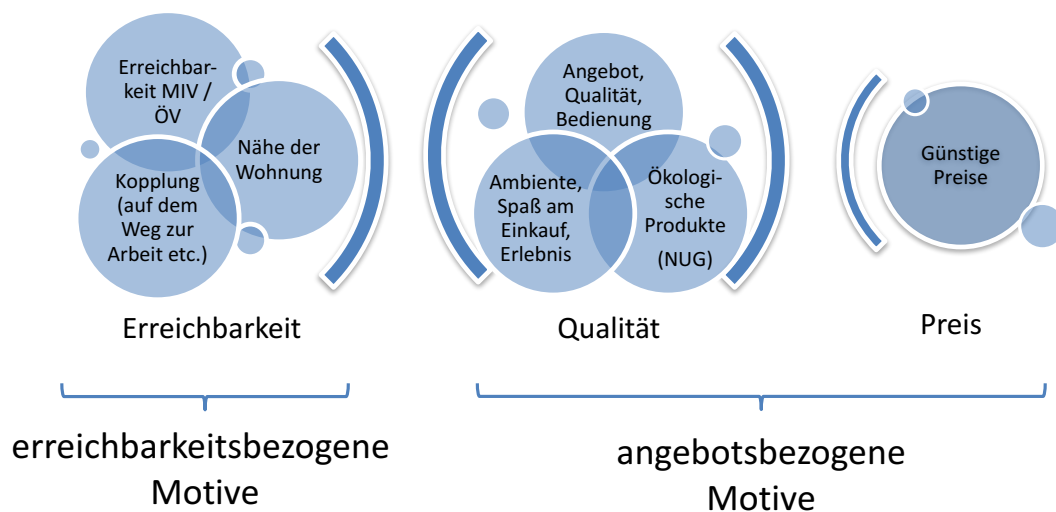 Erreichbar-
keit MIV /
ÖV
Nähe der
Wohnung
Kopplung
(auf dem
Weg zur
Arbeit etc.)
Angebot,
Qualität,
Bedienung
Ambiente,
Spaß am
Einkauf,
Erlebnis
Ökologi-
sche
Produkte
(NUG)
Günstige
Preise
Erreichbarkeit
Qualität
Preis
erreichbarkeitsbezogene
Motive
angebotsbezogene
Motive